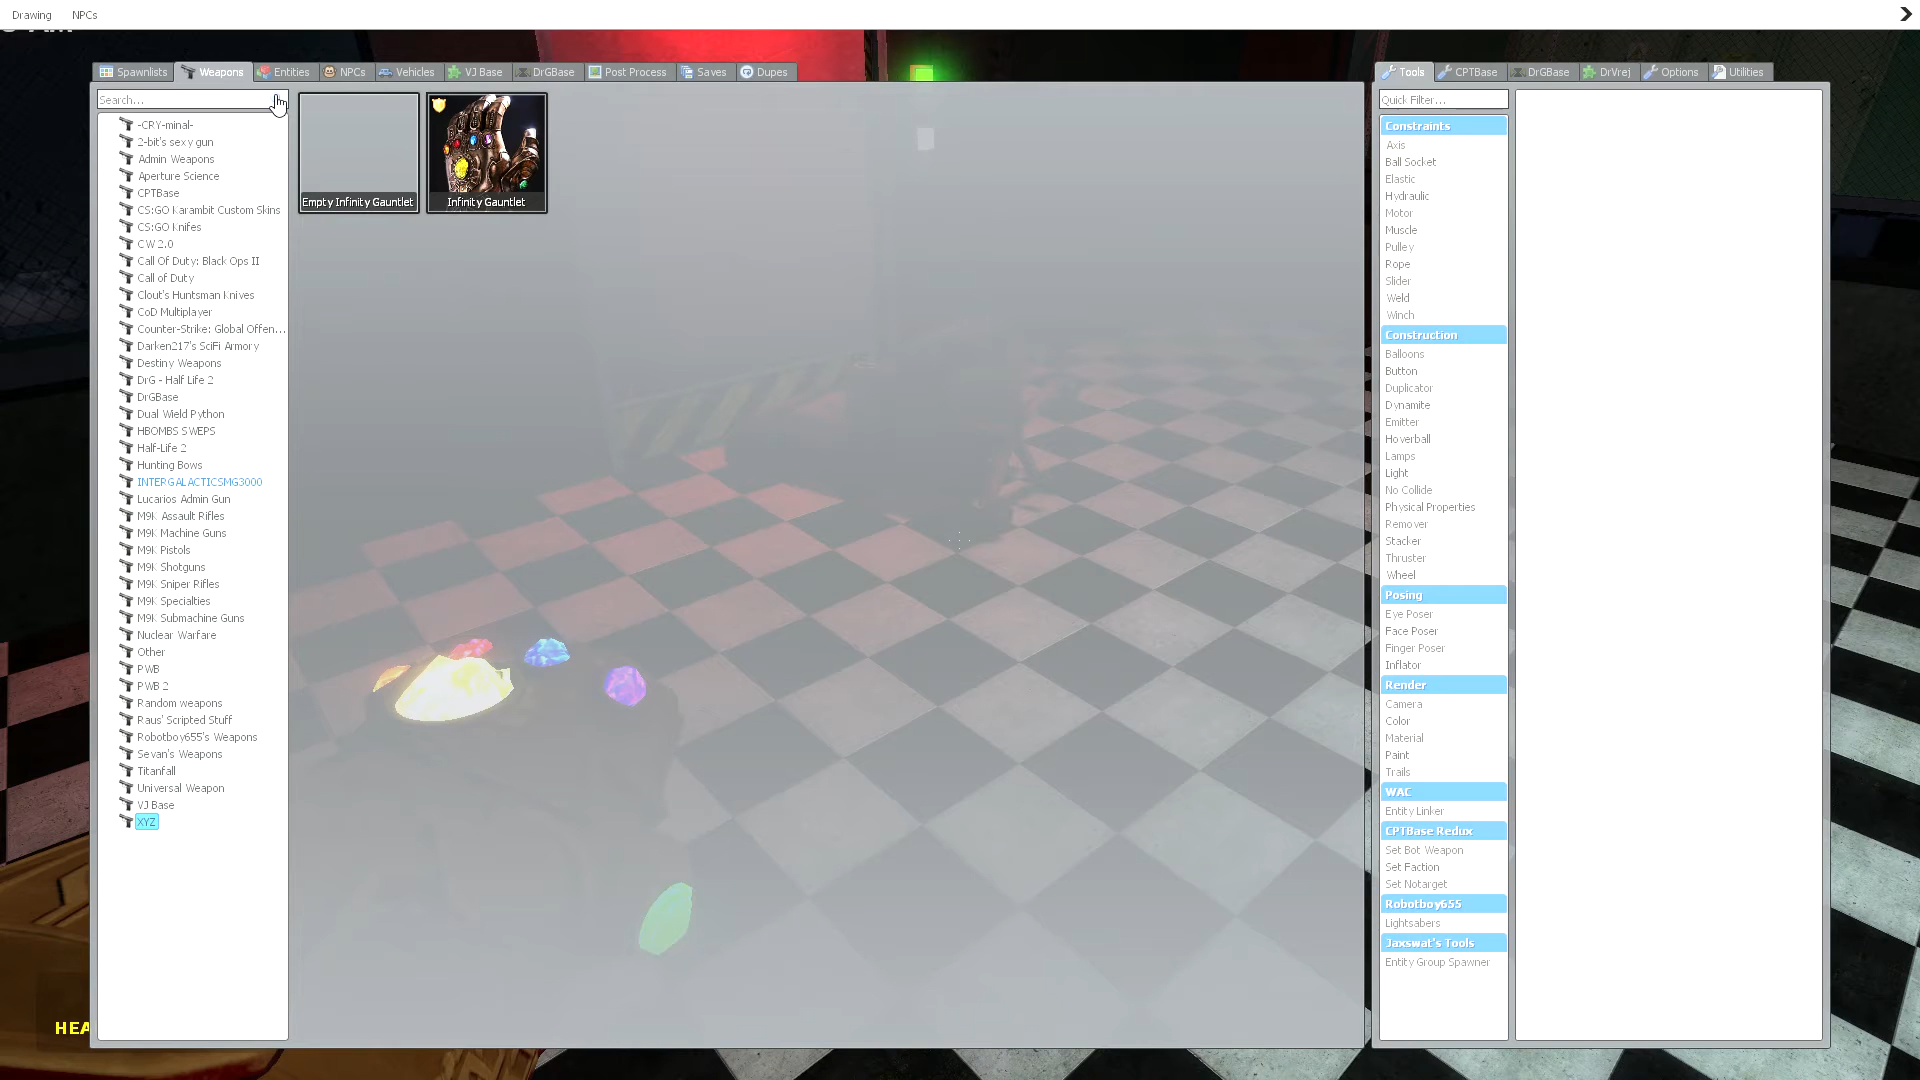 Drawing NPCs
Spawnlists Weapons Entities NPCs Vehicles VJ Base DrGBase Post Process Saves Dupes
Search...
-CRY-minal-
2-bit's sexy gun
Admin Weapons
Aperture Science
CPTBase
CS:GO Karambit Custom Skins
CS:GO Knifes
CW 2.0
Call Of Duty: Black Ops II
Call of Duty
Clout's Huntsman Knives
CoD Multiplayer
Counter-Strike: Global Offen...
Darken217's SciFi Armory
Destiny Weapons
DrG - Half Life 2
DrGBase
Dual Wield Python
HBOMBS SWEPS
Half-Life 2
Hunting Bows
INTERGALACTICSMG3000
Lucarios Admin Gun
M9K Assault Rifles
M9K Machine Guns
M9K Pistols
M9K Shotguns
M9K Sniper Rifles
M9K Specialties
M9K Submachine Guns
Nuclear Warfare
Other
PWB
PWB 2
Random weapons
Raus' Scripted Stuff
Robotboy655's Weapons
Sevan's Weapons
Titanfall
Universal Weapon
VJ Base
XYZ
Empty Infinity Gauntlet
Infinity Gauntlet
HEA
Tools CPTBase DrGBase DrVrej Options Utilities
Quick Filter...
Constraints
Axis
Ball Socket
Elastic
Hydraulic
Motor
Muscle
Pulley
Rope
Slider
Weld
Winch
Construction
Balloons
Button
Duplicator
Dynamite
Emitter
Hoverball
Lamps
Light
No Collide
Physical Properties
Remover
Stacker
Thruster
Wheel
Posing
Eye Poser
Face Poser
Finger Poser
Inflator
Render
Camera
Color
Material
Paint
Trails
WAC
Entity Linker
CPTBase Redux
Set Bot Weapon
Set Faction
Set Notarget
Robotboy655
Lightsabers
Jaxswat's Tools
Entity Group Spawner